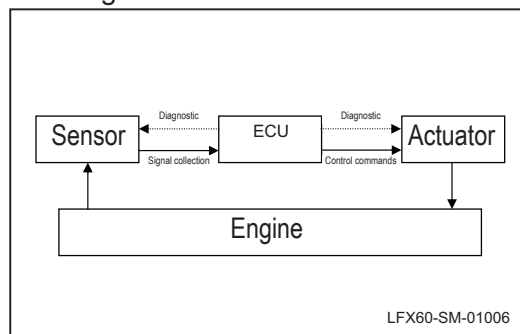 Diagnostic
Diagnostic
Sensor
ECU
Actuator
Signal collection
Control commands
Engine
LFX60-SM-01006